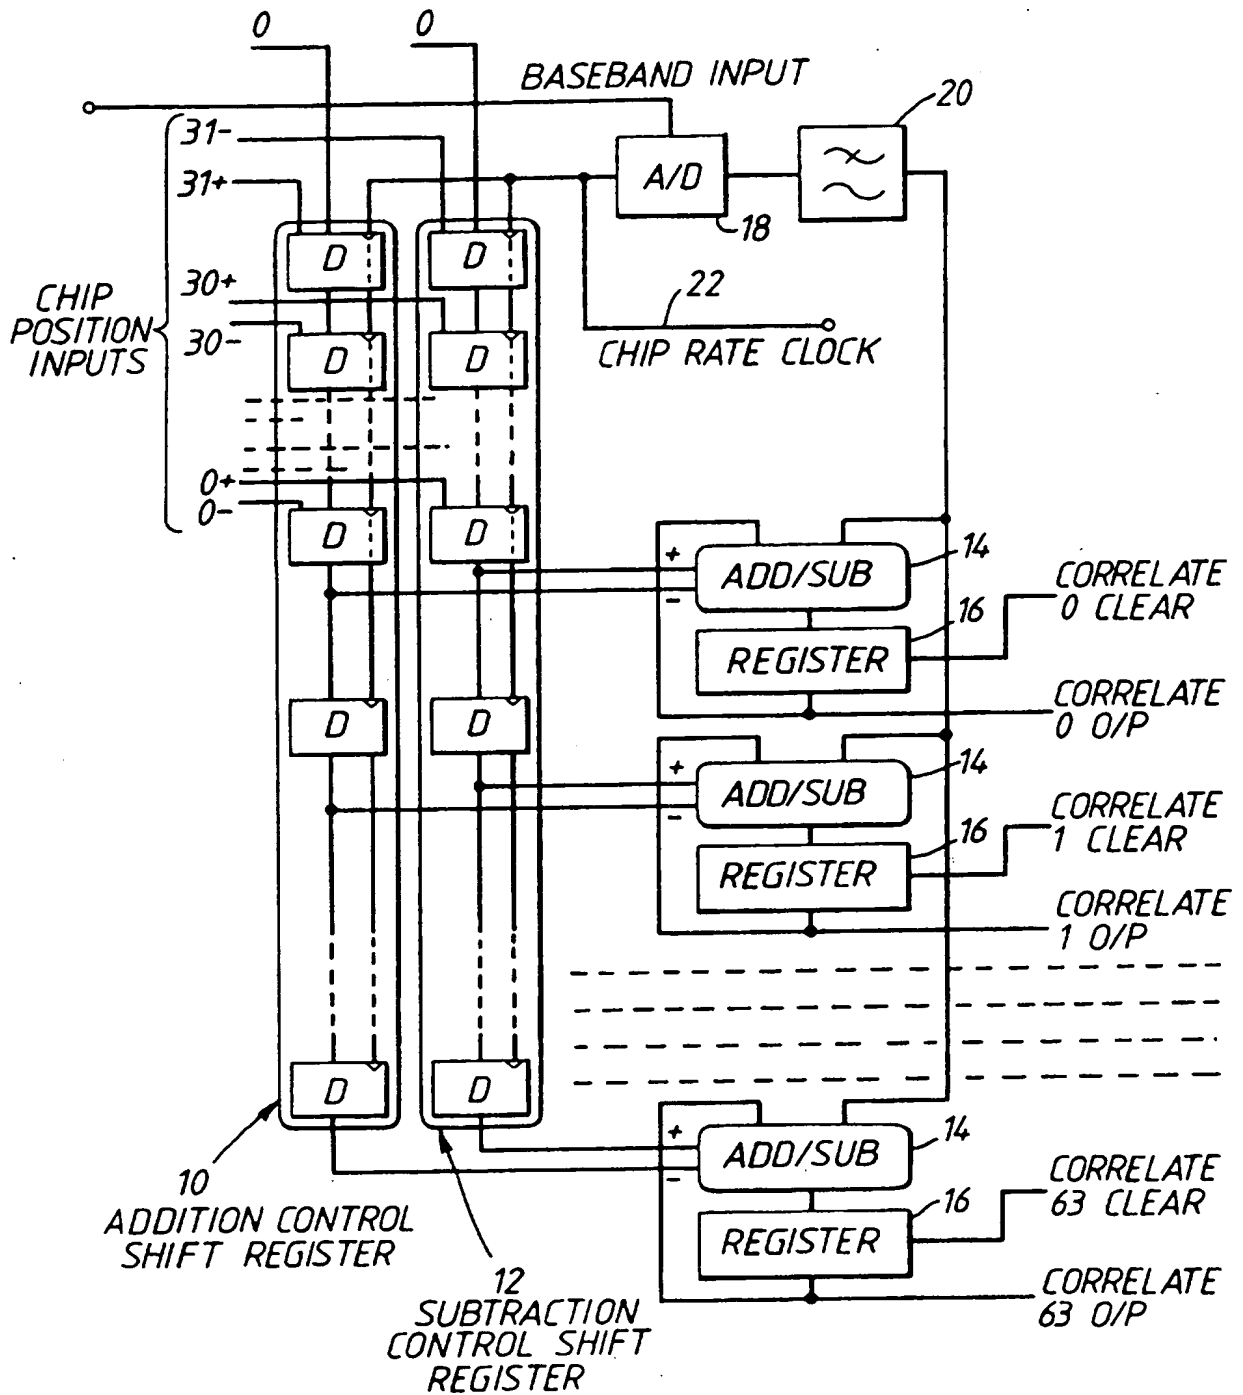 0
0
BASEBAND INPUT
20
31-
31+
A/D
18
D
D
CHIP
POSITION
INPUTS
30+
30-
22
CHIP RATE CLOCK
D
D
0+
0-
D
D
+
-
ADD/SUB
14
CORRELATE
0 CLEAR
16
REGISTER
CORRELATE
0 O/P
D
D
+
-
ADD/SUB
14
CORRELATE
1 CLEAR
16
REGISTER
CORRELATE
1 O/P
D
D
+
-
ADD/SUB
14
CORRELATE
63 CLEAR
16
REGISTER
CORRELATE
63 O/P
10
ADDITION CONTROL
SHIFT REGISTER
12
SUBTRACTION
CONTROL SHIFT
REGISTER